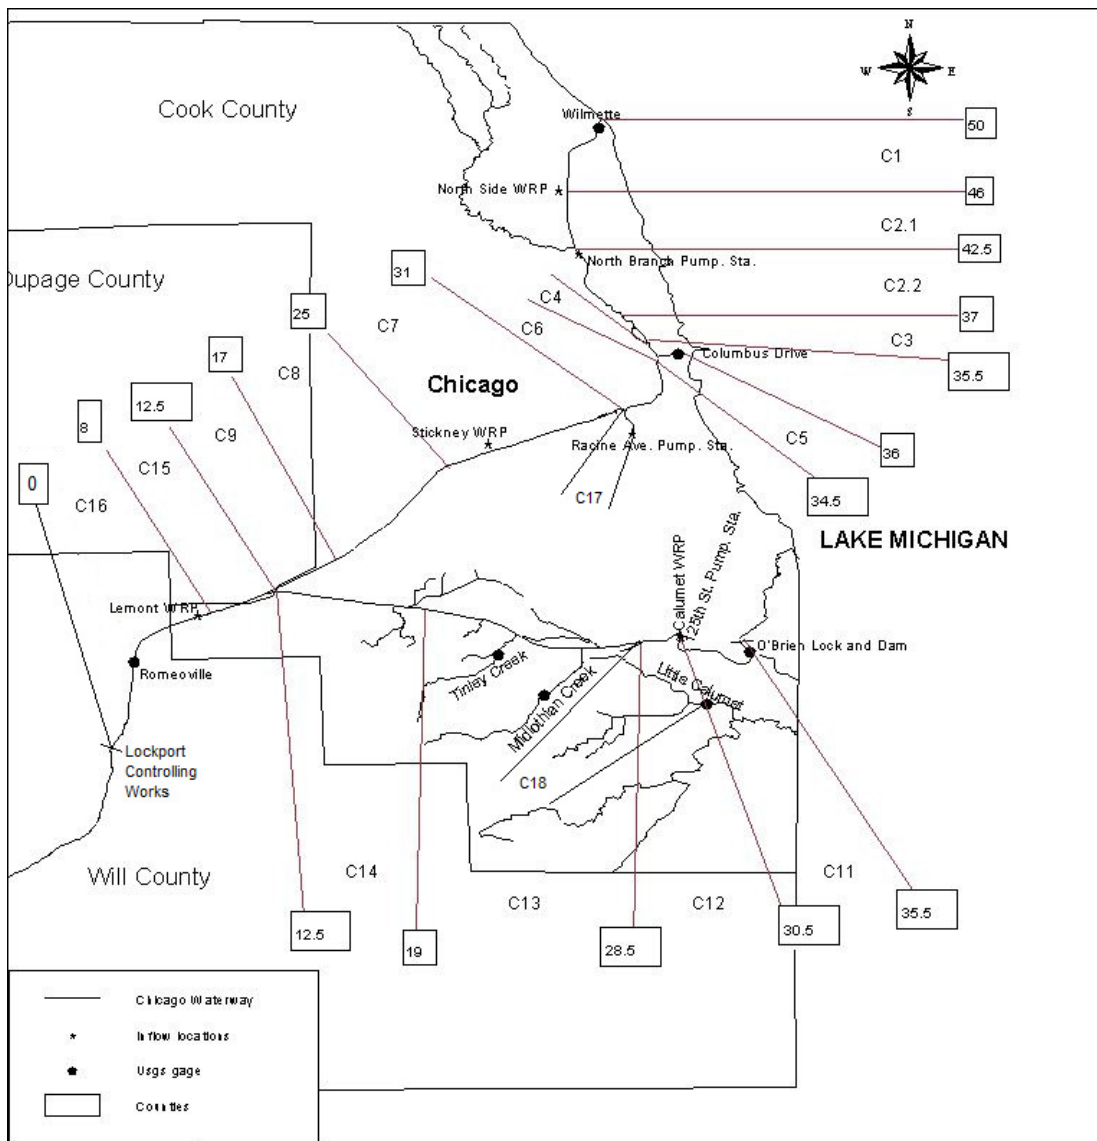 N
W
E
S
Cook County
Wilmette
50
C1
North Side WRP
46
C2.1
42.5
North Branch Pump. Sta.
Dupage County
31
C4
C2.2
25
C7
C6
37
C3
17
C8
Columbus Drive
35.5
12.5
Chicago
8
C9
Stickney WRP
Racine Ave. Pump. Sta.
C5
36
C15
0
C16
C17
34.5
LAKE MICHIGAN
Calumet WRP
125th St. Pump. Sta.
Lemont WRP
O'Brien Lock and Dam
Romeoville
Tinley Creek
Little Calumet
Midlothian Creek
Lockport
Controlling
Works
C18
Will County
C14
C13
C12
C11
35.5
12.5
19
28.5
30.5
Chicago Waterway
Inflow locations
Usgs gage
Counties